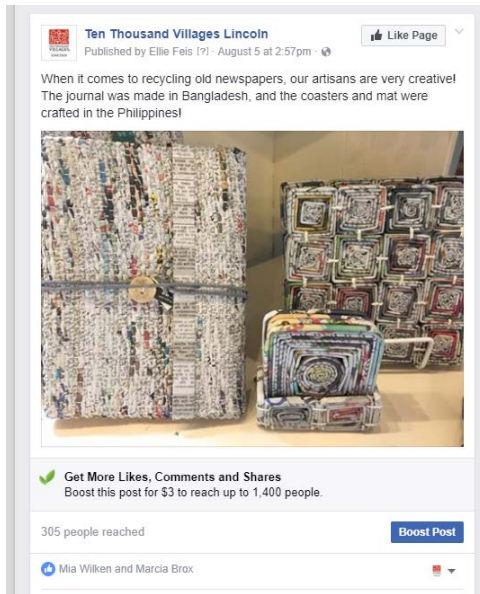 Ten Thousand Villages Lincoln
Like Page
Published by Ellie Feis [?] · August 5 at 2:57pm ·
When it comes to recycling old newspapers, our artisans are very creative!
The journal was made in Bangladesh, and the coasters and mat were
crafted in the Philippines!
Get More Likes, Comments and Shares
Boost this post for $3 to reach up to 1,400 people.
305 people reached
Boost Post
Mia Wilken and Marcia Brox